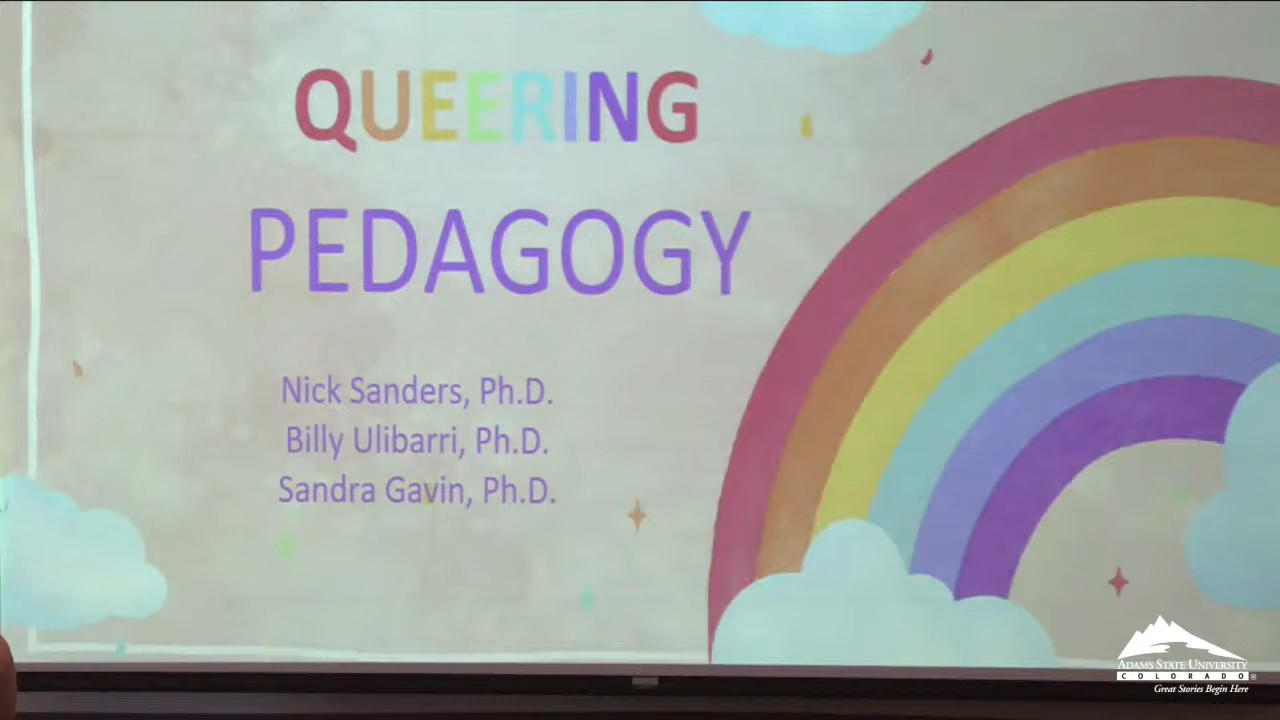 QUEERING
PEDAGOGY
Nick Sanders, Ph.D.
Billy Ulibarri, Ph.D.
Sandra Gavin, Ph.D.
ADAMS STATE UNIVERSITY
COLORADO®
Great Stories Begin Here